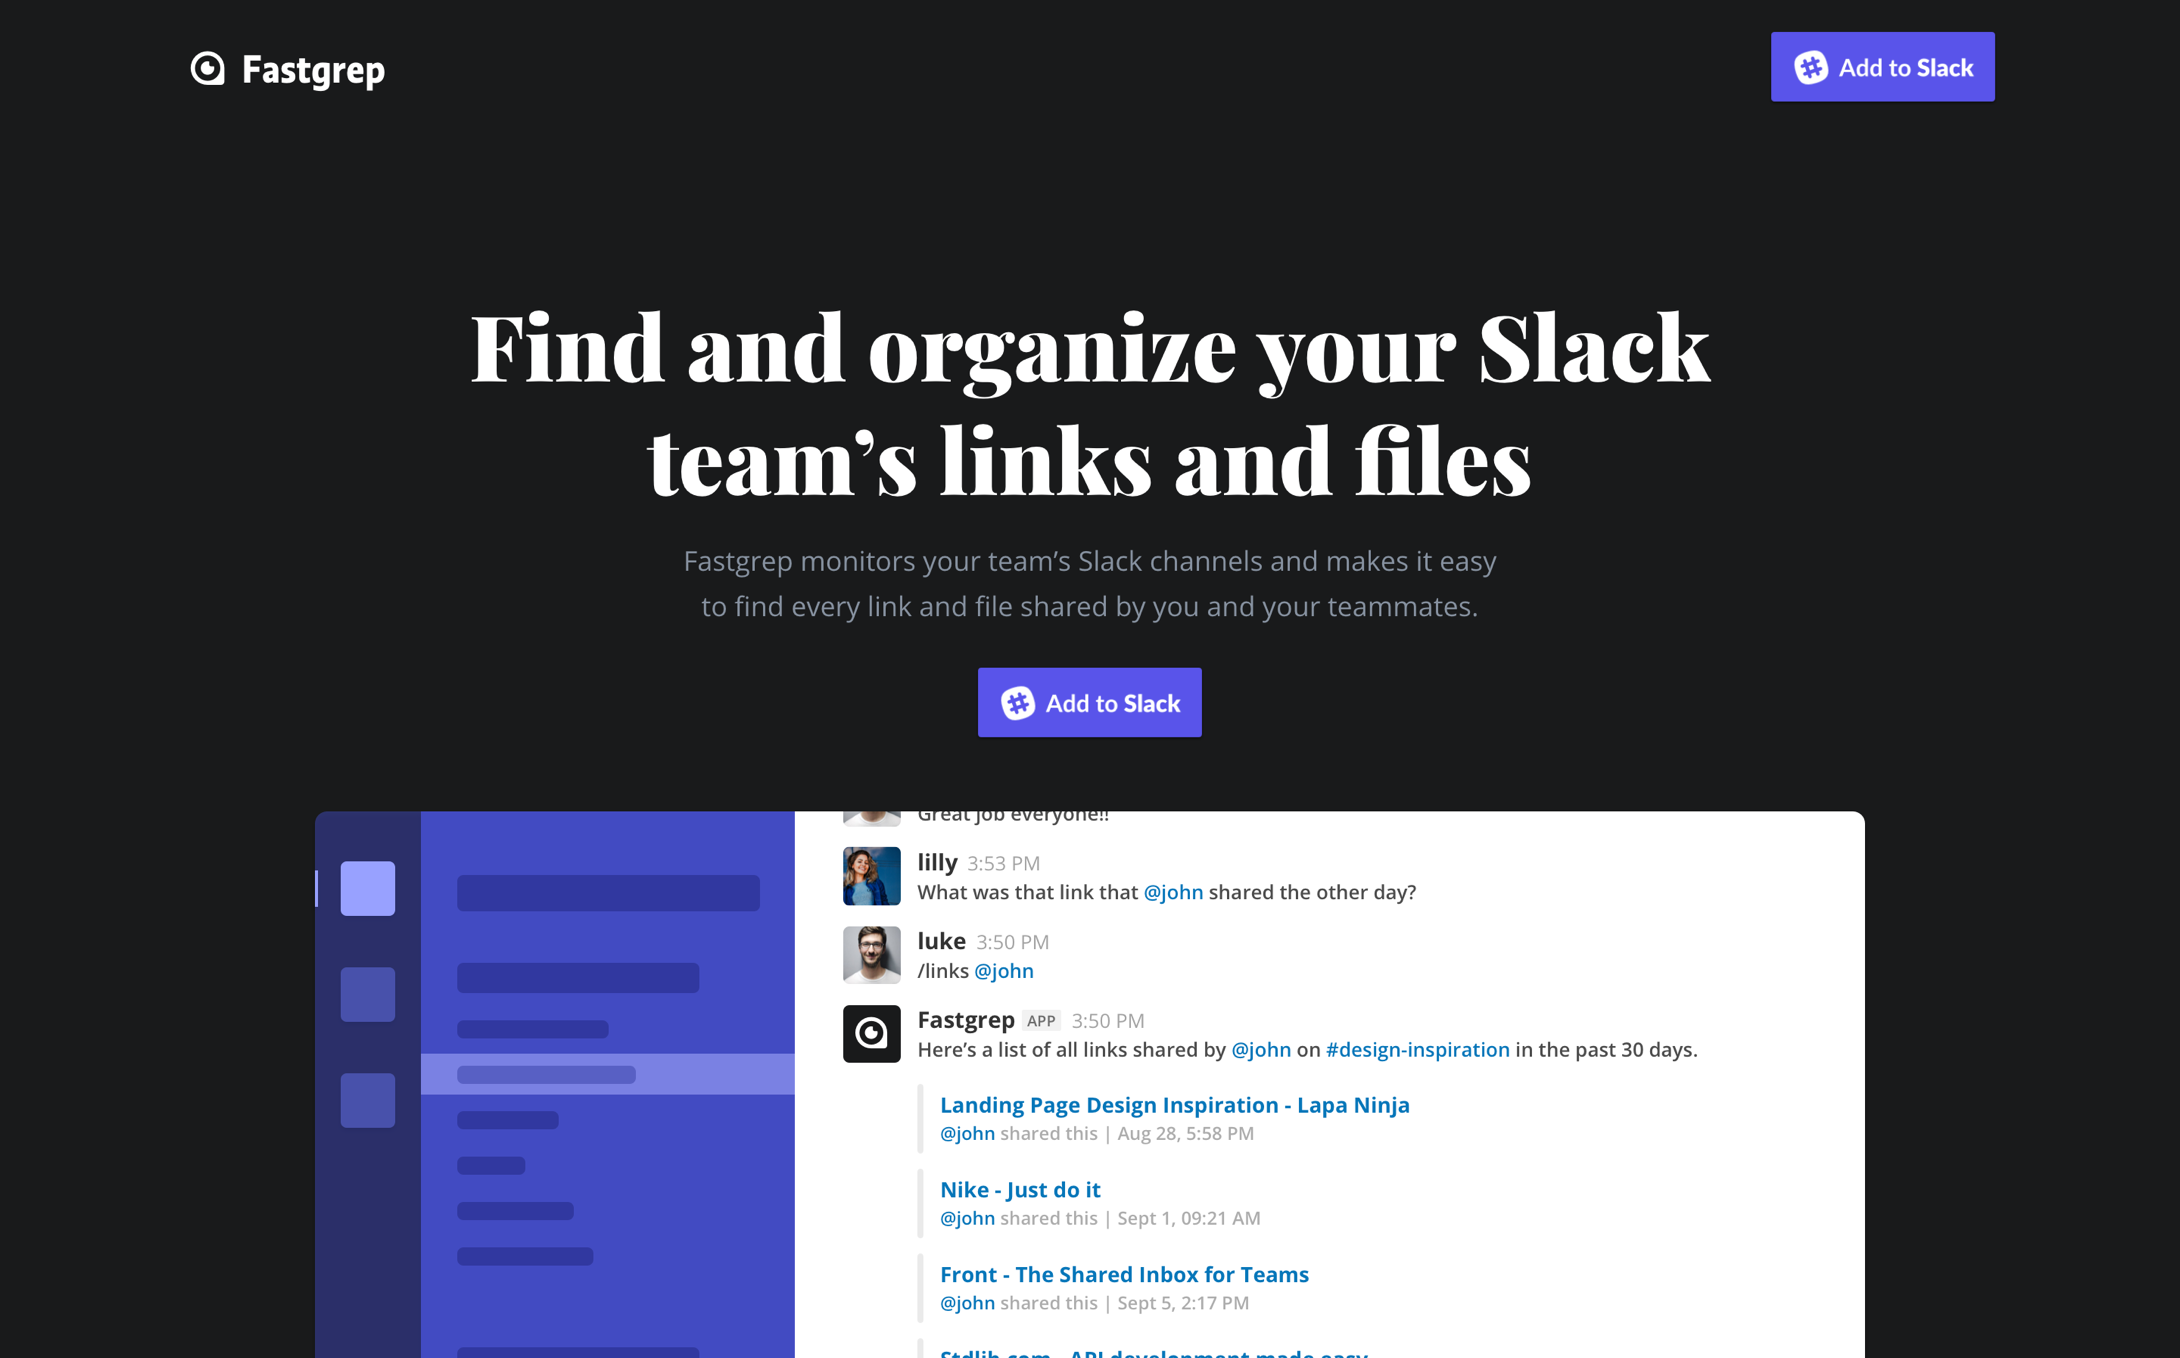 Fastgrep
Add to Slack
Find and organize your Slack
team’s links and files
Fastgrep monitors your team’s Slack channels and makes it easy
to find every link and file shared by you and your teammates.
Add to Slack
Great job everyone!!
lilly 3:53 PM
What was that link that @john shared the other day?
luke 3:50 PM
/links @john
Fastgrep APP 3:50 PM
Here’s a list of all links shared by @john on #design-inspiration in the past 30 days.
Landing Page Design Inspiration - Lapa Ninja
@john shared this | Aug 28, 5:58 PM
Nike - Just do it
@john shared this | Sept 1, 09:21 AM
Front - The Shared Inbox for Teams
@john shared this | Sept 5, 2:17 PM
Stdlib.com - API development made easy